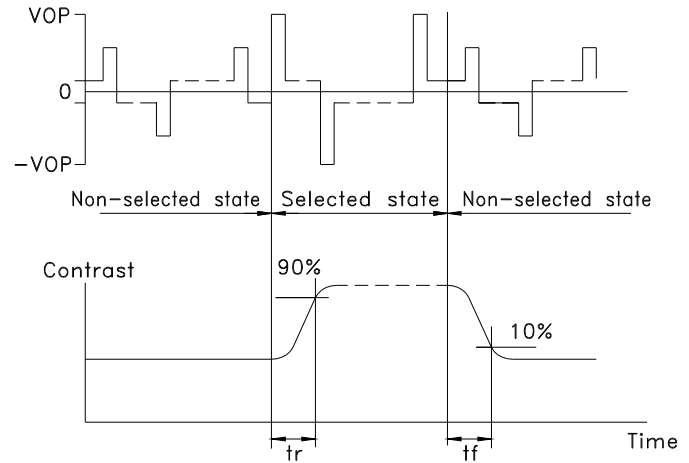 VOP
0
-VOP
Non-selected state Selected state Non-selected state
Contrast
90%
10%
Time
tr tf